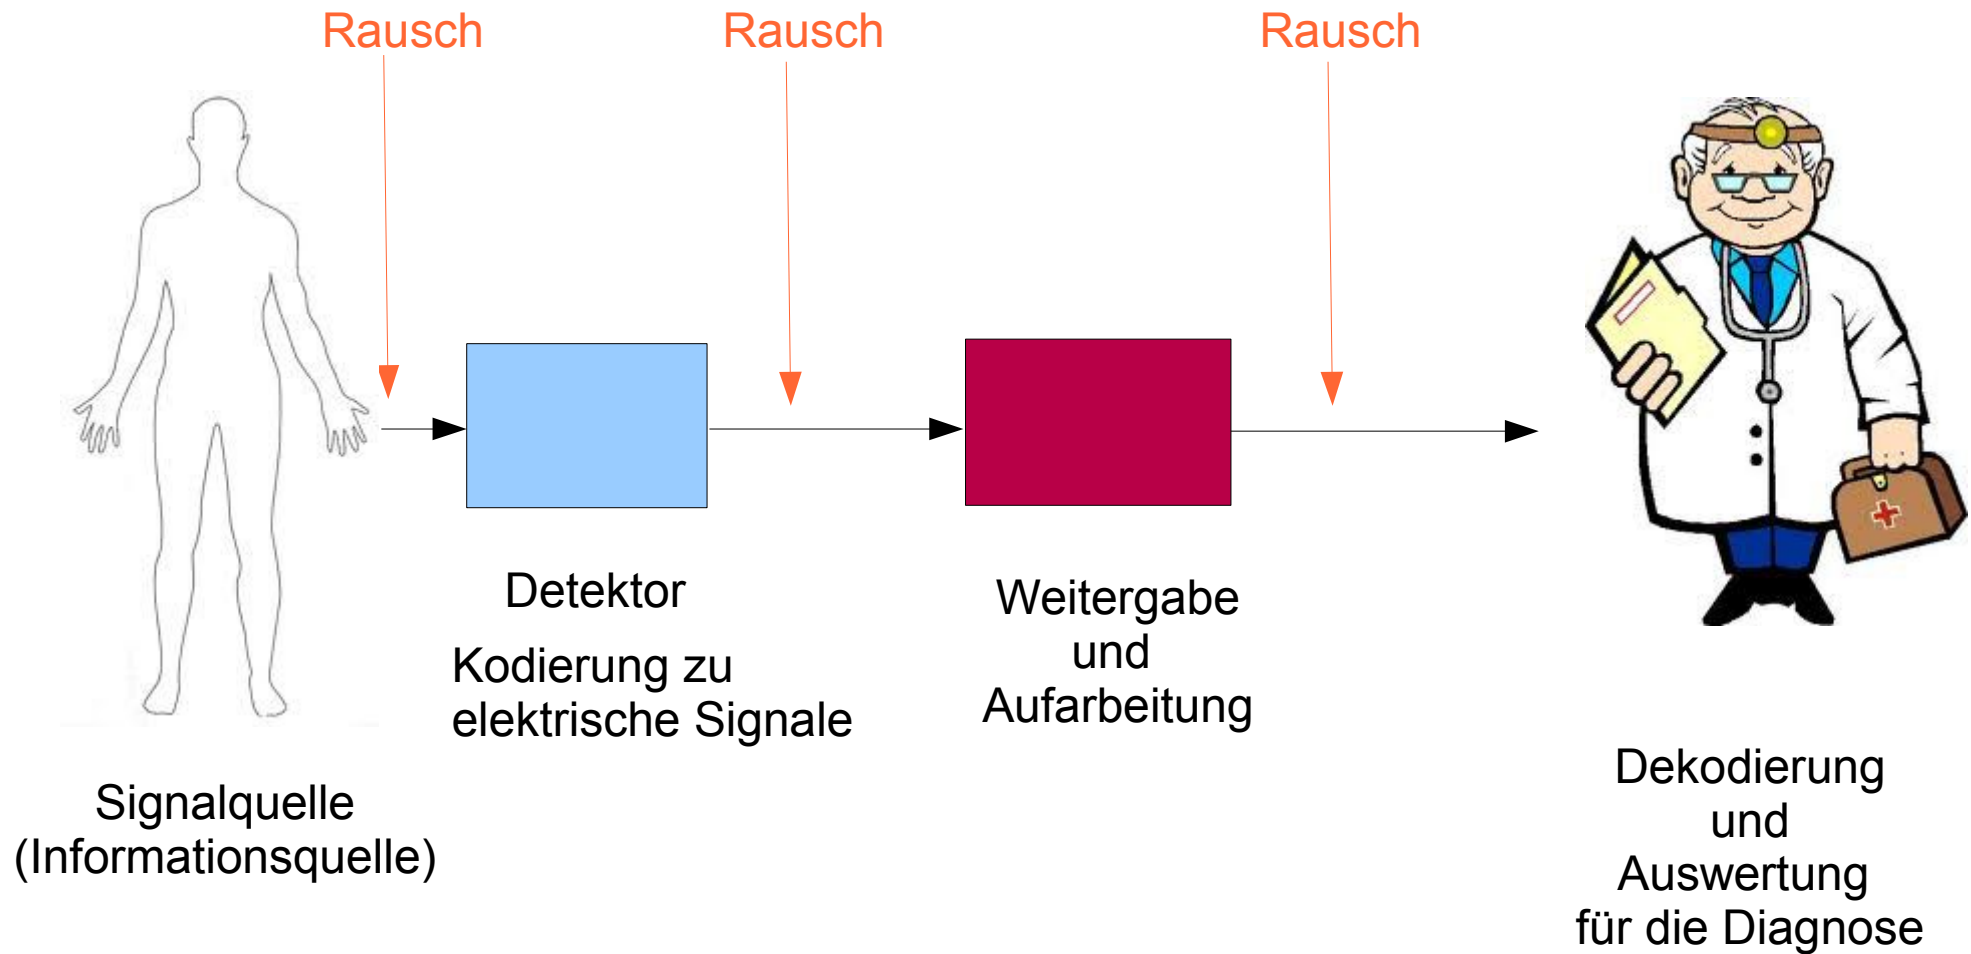 Rausch
Rausch
Rausch
Detektor
Kodierung zu
elektrische Signale
Weitergabe
und
Aufarbeitung
Signalquelle
(Informationsquelle)
Dekodierung
und
Auswertung
für die Diagnose